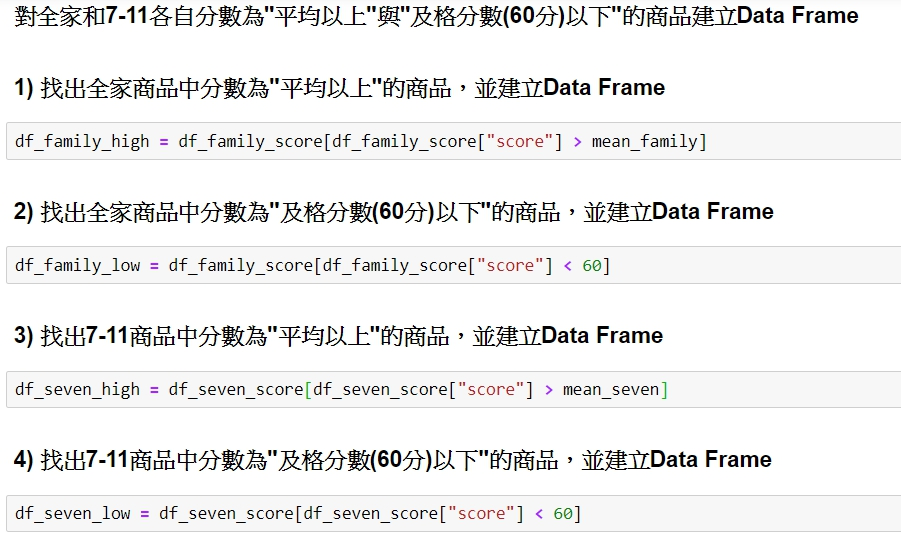 對全家和7-11各自分數為"平均以上"與"及格分數(60分)以下"的商品建立Data Frame
1) 找出全家商品中分數為"平均以上"的商品，並建立Data Frame
df_family_high = df_family_score[df_family_score["score"] > mean_family]
2) 找出全家商品中分數為"及格分數(60分)以下"的商品，並建立Data Frame
df_family_low = df_family_score[df_family_score["score"] < 60]
3) 找出7-11商品中分數為"平均以上"的商品，並建立Data Frame
df_seven_high = df_seven_score[df_seven_score["score"] > mean_seven]
4) 找出7-11商品中分數為"及格分數(60分)以下"的商品，並建立Data Frame
df_seven_low = df_seven_score[df_seven_score["score"] < 60]